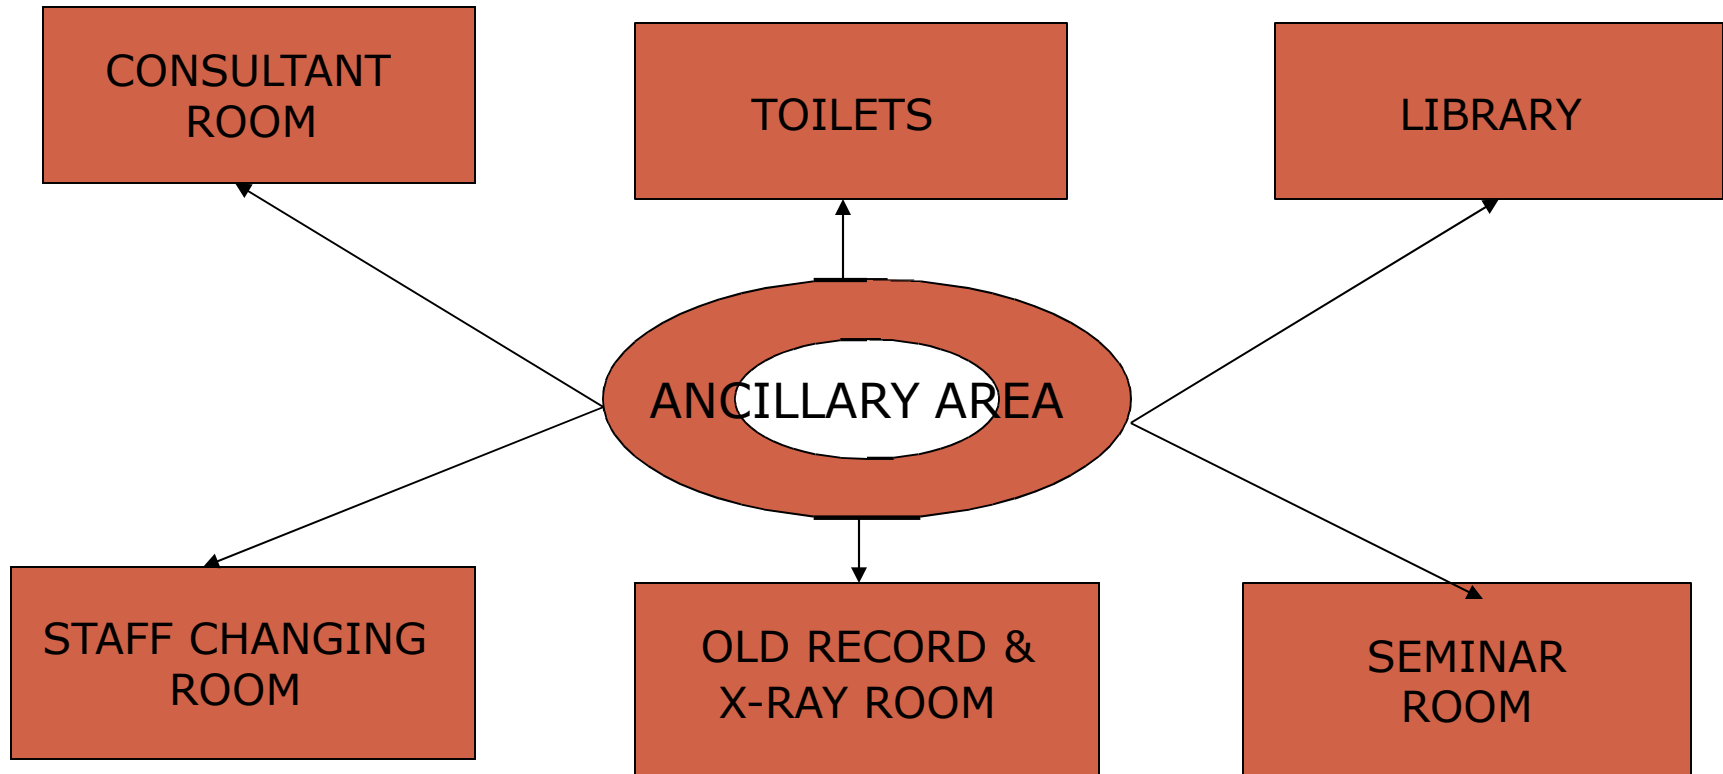 CONSULTANT
ROOM
TOILETS
LIBRARY
ANCILLARY AREA
STAFF CHANGING
ROOM
OLD RECORD &
X-RAY ROOM
SEMINAR
ROOM